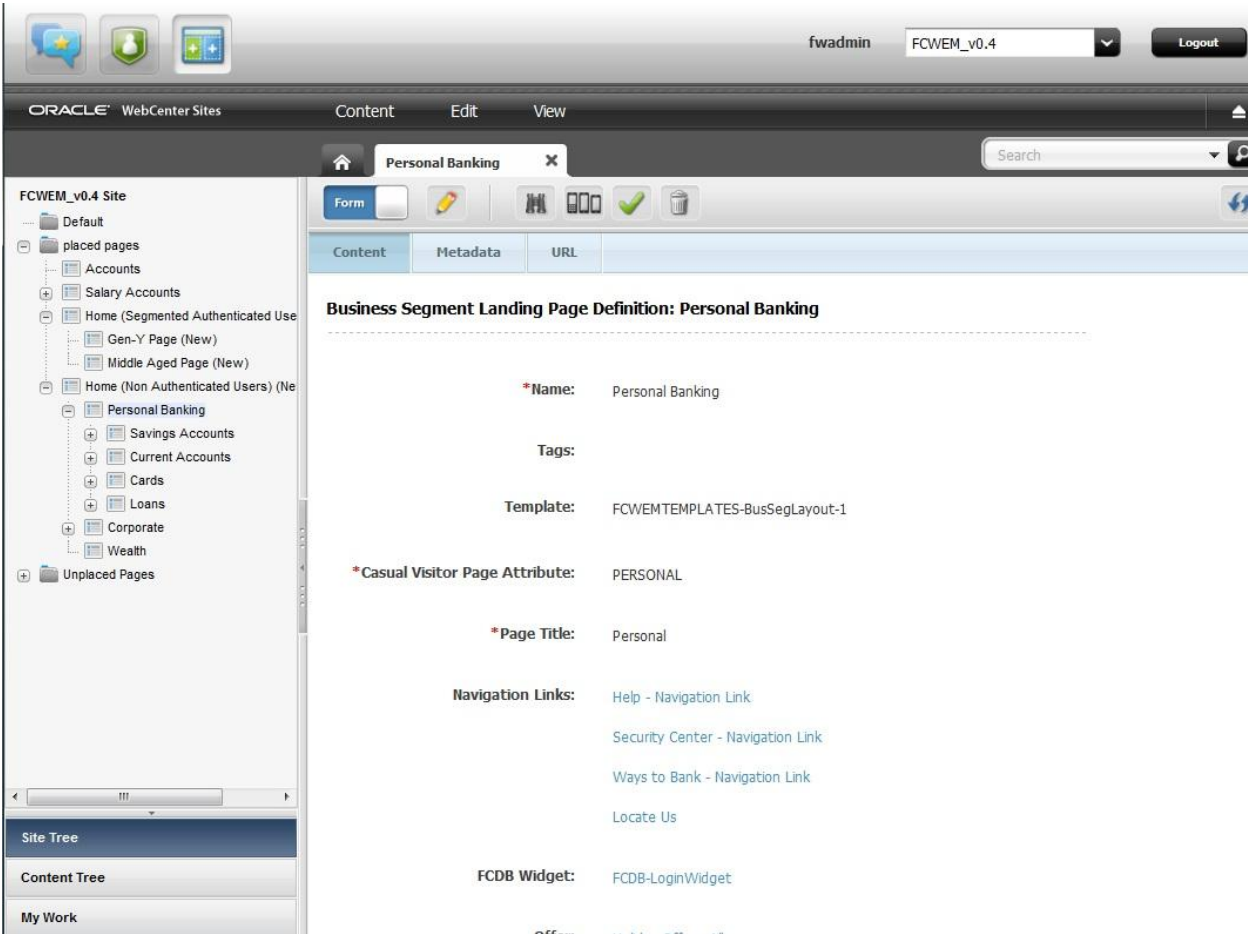 fwadmin FCWEM_v0.4 Logout
ORACLE WebCenter Sites Content Edit View
Personal Banking Search
FCWEM_v0.4 Site
Default
placed pages
Accounts
Salary Accounts
Home (Segmented Authenticated Use
Gen-Y Page (New)
Middle Aged Page (New)
Home (Non Authenticated Users) (Ne
Personal Banking
Savings Accounts
Current Accounts
Cards
Loans
Corporate
Wealth
Unplaced Pages
Site Tree
Content Tree
My Work
Form
Content Metadata URL
Business Segment Landing Page Definition: Personal Banking
*Name: Personal Banking
Tags:
Template: FCWEMTEMPLATES-BusSegLayout-1
*Casual Visitor Page Attribute: PERSONAL
*Page Title: Personal
Navigation Links: Help - Navigation Link
Security Center - Navigation Link
Ways to Bank - Navigation Link
Locate Us
FCDB Widget: FCDB-LoginWidget